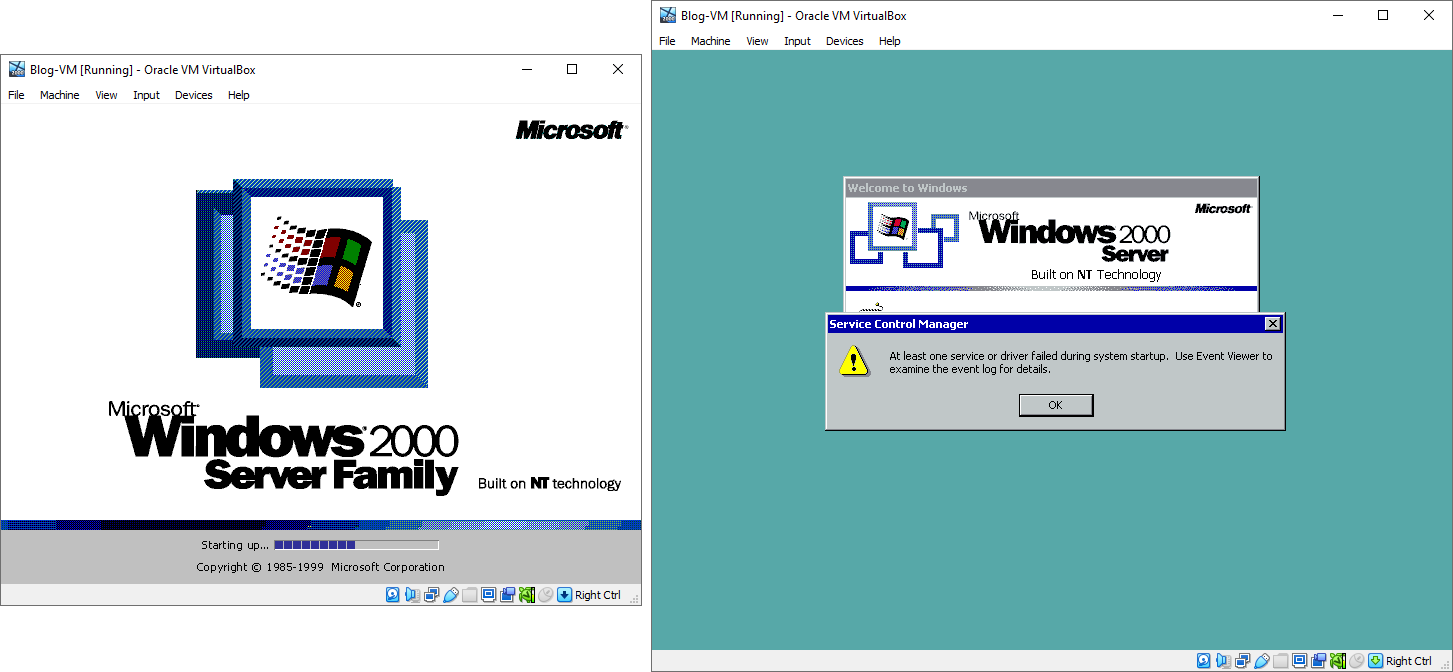 Blog-VM [Running] - Oracle VM VirtualBox
File Machine View Input Devices Help
Microsoft
Microsoft
Windows 2000
Server Family
Built on NT technology
Starting up...
Copyright © 1985-1999 Microsoft Corporation
Right Ctrl
Blog-VM [Running] - Oracle VM VirtualBox
File Machine View Input Devices Help
Welcome to Windows
Microsoft
Microsoft
Windows 2000
Server
Built on NT Technology
Service Control Manager
At least one service or driver failed during system startup. Use Event Viewer to
examine the event log for details.
OK
Right Ctrl